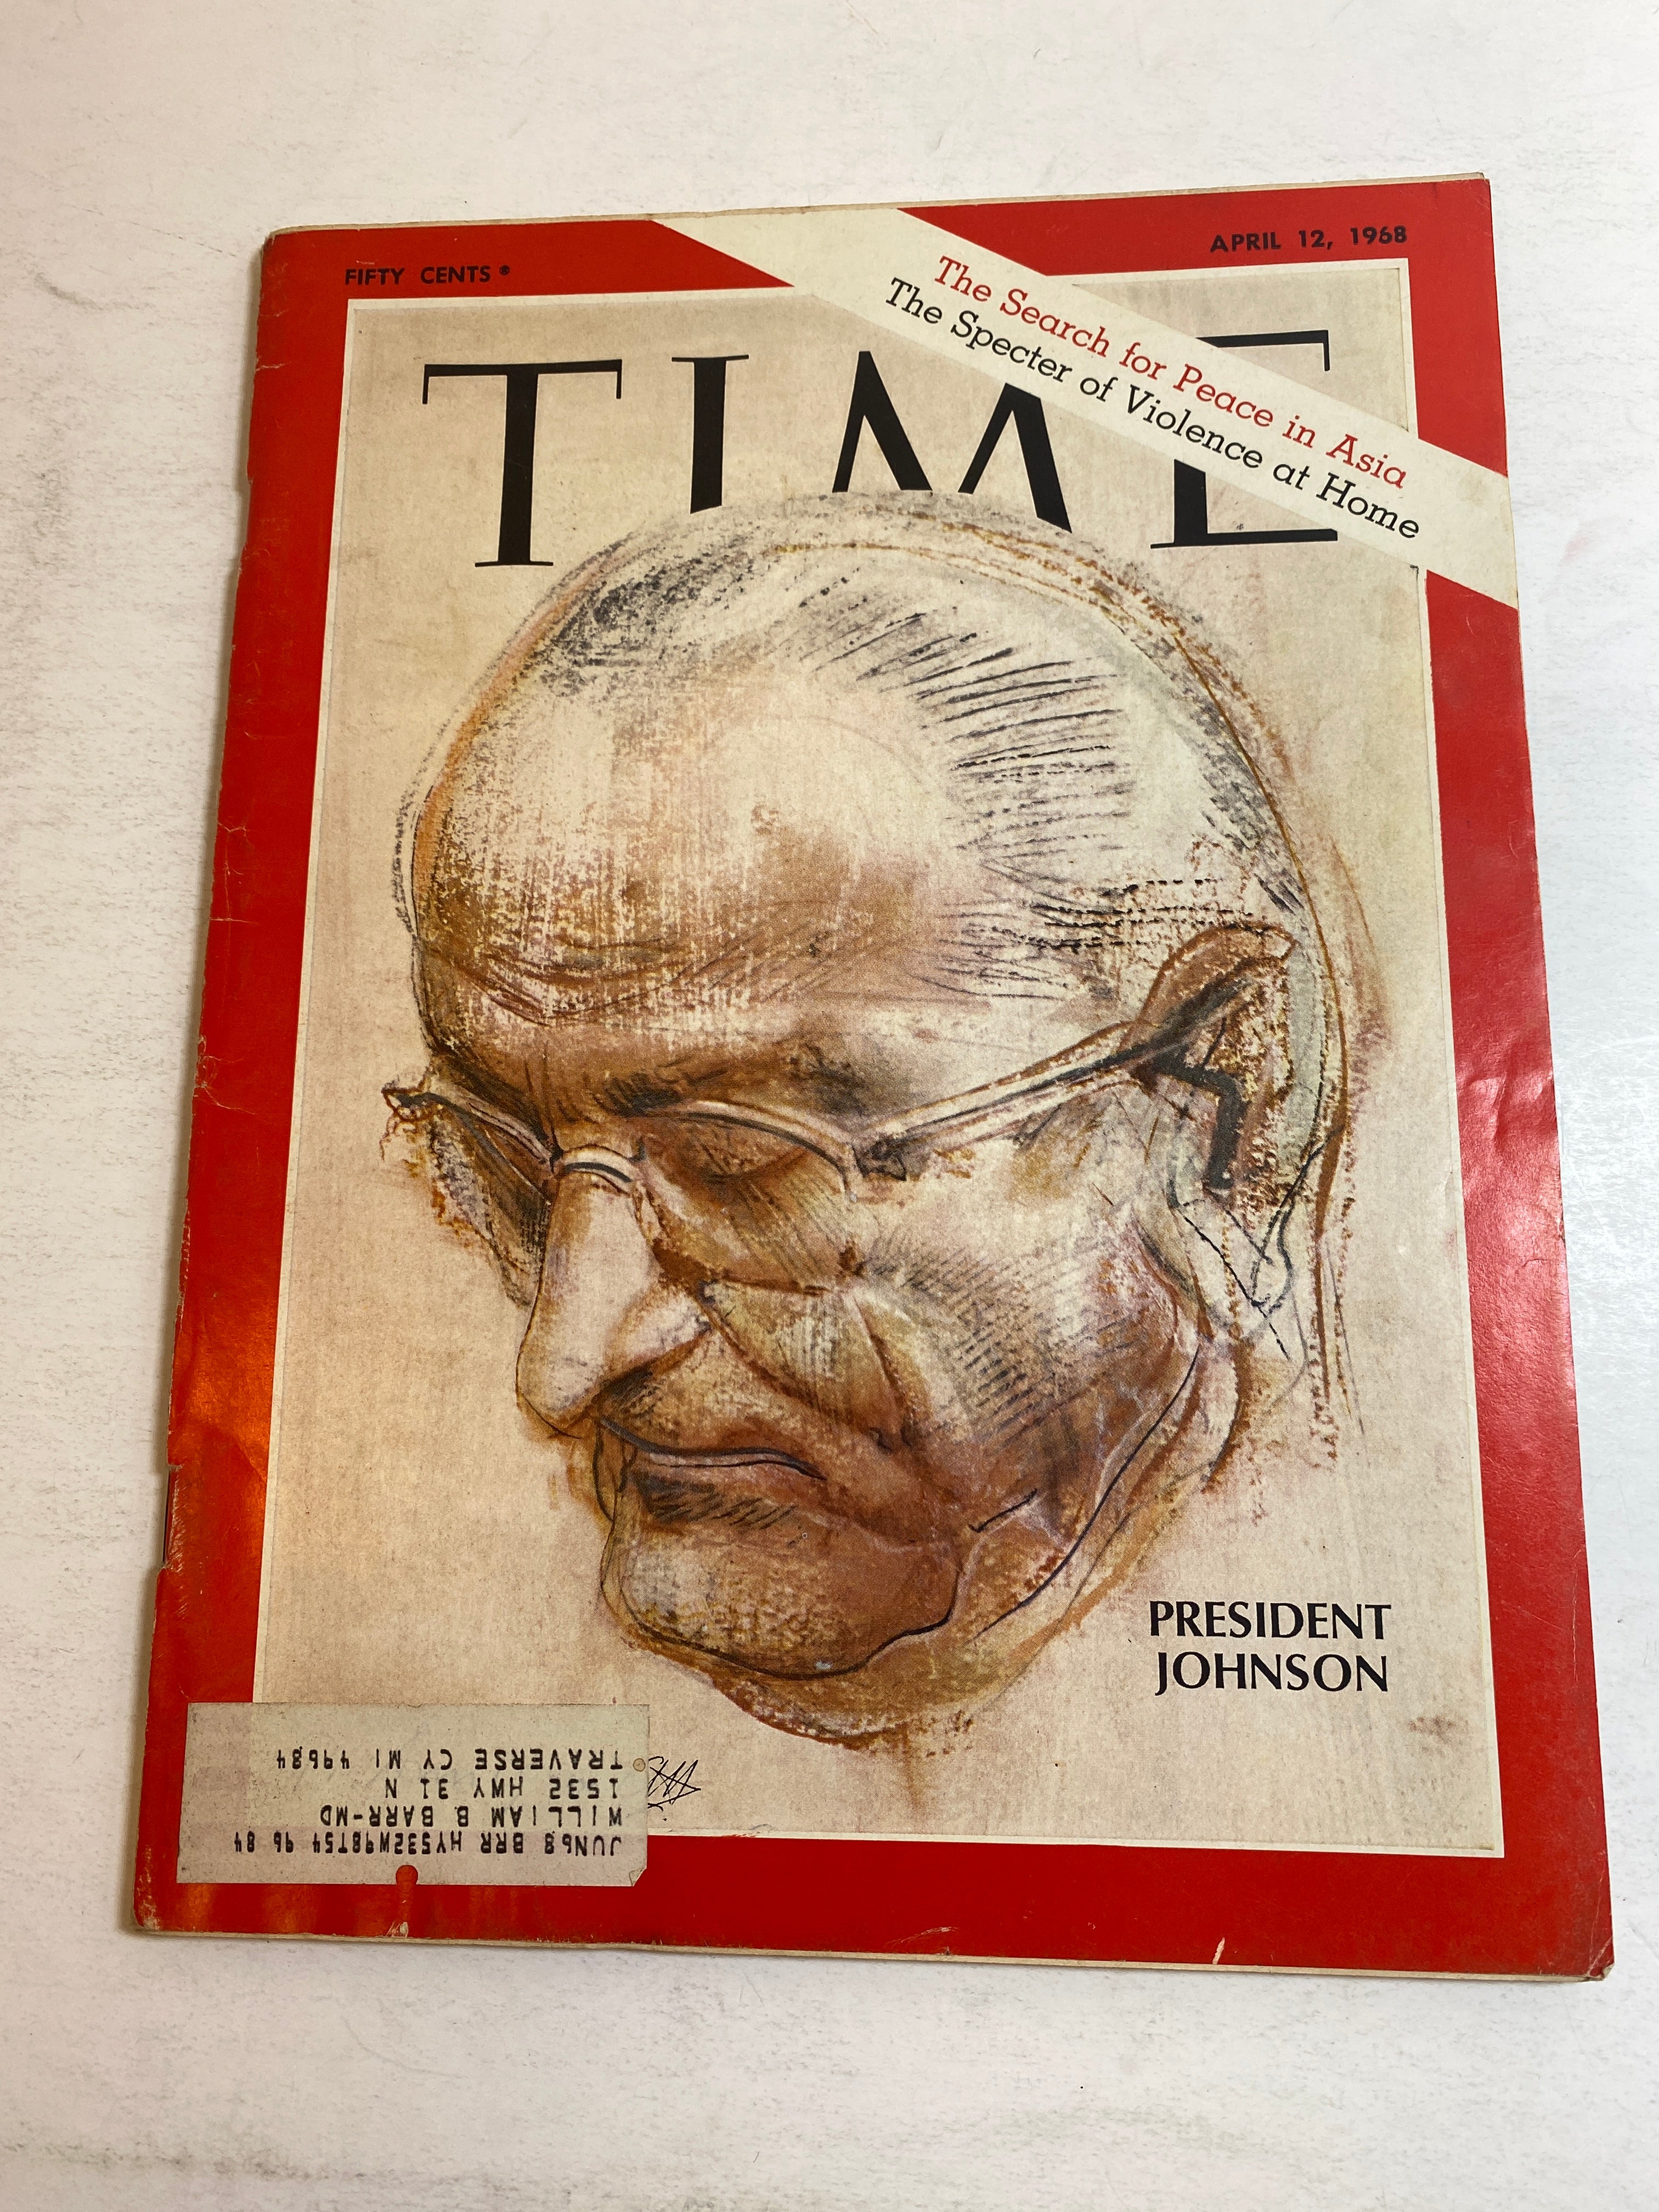 FIFTY CENTS ®
APRIL 12, 1968
The Search for Peace in Asia
The Specter of Violence at Home
TIME
PRESIDENT
JOHNSON
JUN68 BRR HY532W98T54 96 84
WILLIAM B BARR-MD
1532 HWY 31 N
TRAVERSE CY MI 49684